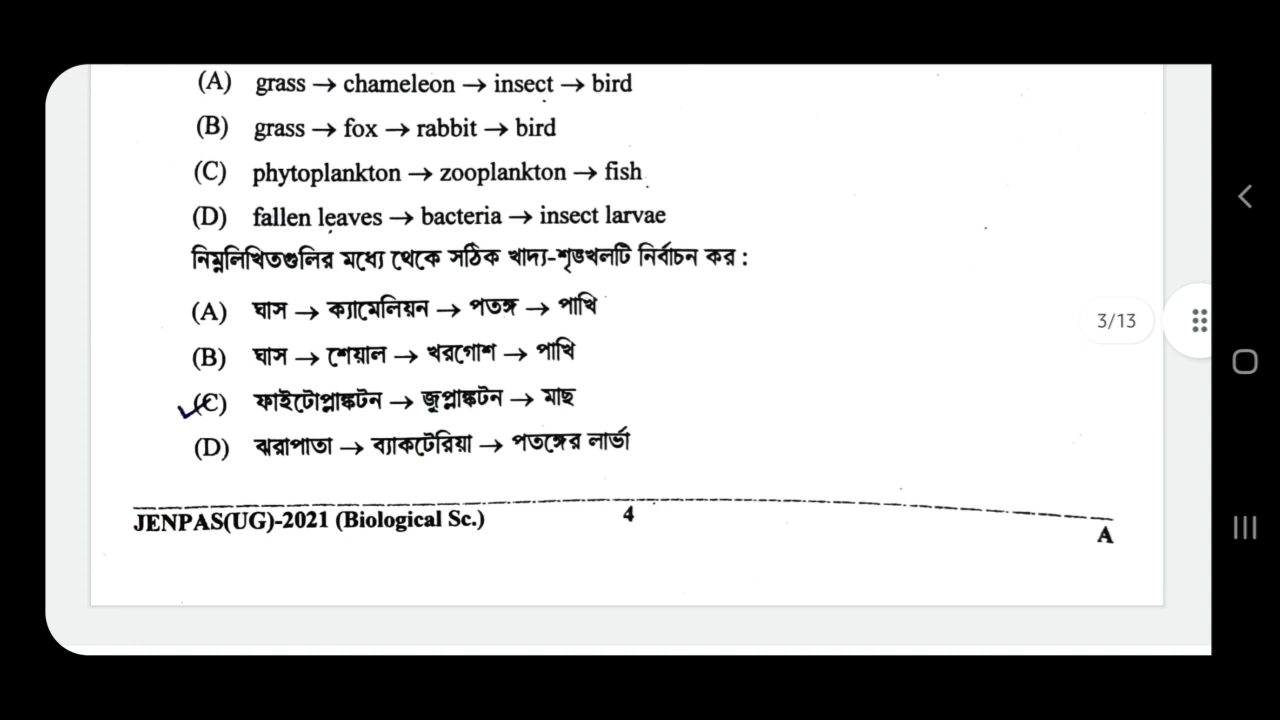 (A) grass → chameleon → insect → bird
(B) grass → fox → rabbit → bird
(C) phytoplankton → zooplankton → fish
(D) fallen leaves → bacteria → insect larvae
নিম্নলিখিতগুলির মধ্যে থেকে সঠিক খাদ্য-শৃঙ্খলটি নির্বাচন কর :
(A) ঘাস → ক্যামেলিয়ন → পতঙ্গ → পাখি
(B) ঘাস → শেয়াল → খরগোশ → পাখি
(C) ফাইটোপ্লাঙ্কটন → জুপ্লাঙ্কটন → মাছ
(D) ঝরাপাতা → ব্যাকটেরিয়া → পতঙ্গের লার্ভা
3/13
JENPAS(UG)-2021 (Biological Sc.) 4
A